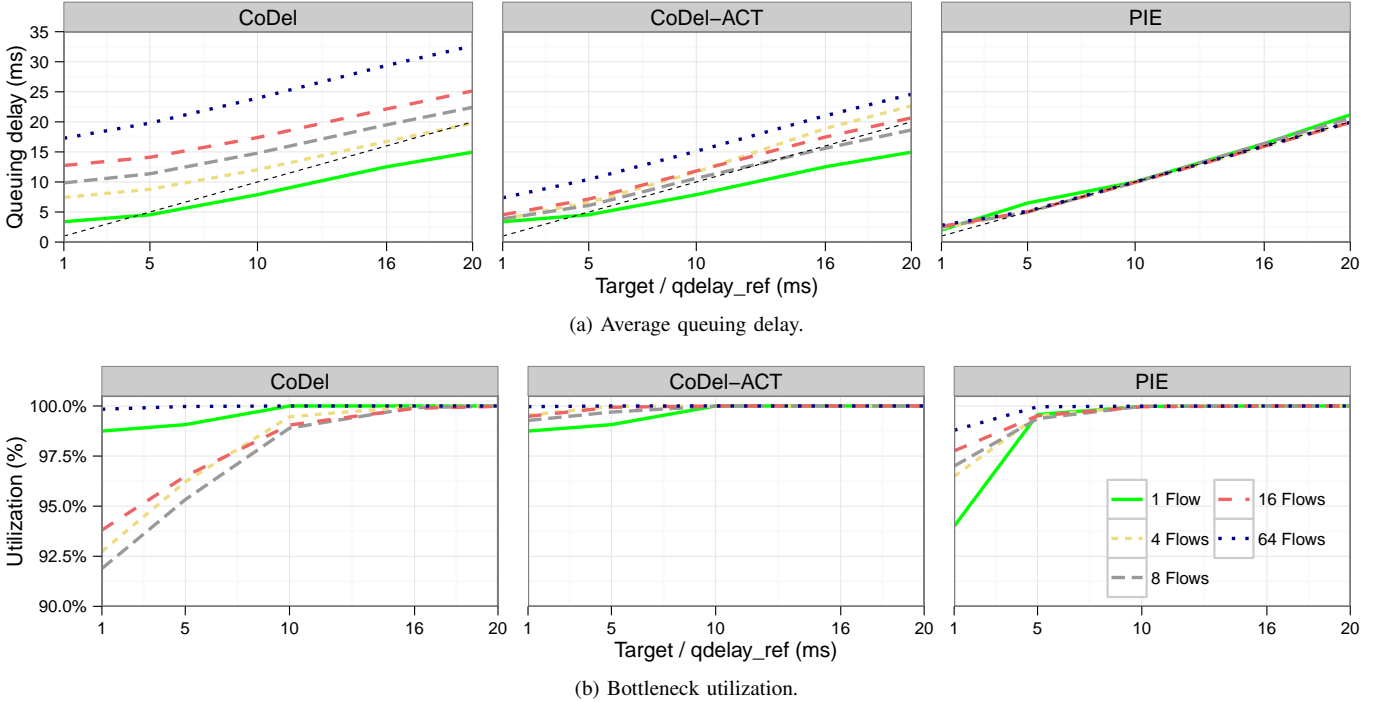 CoDel
CoDel−ACT
PIE
Queuing delay (ms)
35
30
25
20
15
10
5
0
1 5 10 16 20
1 5 10 16 20
1 5 10 16 20
Target / qdelay_ref (ms)
(a) Average queuing delay.
CoDel
CoDel−ACT
PIE
Utilization (%)
100.0%
97.5%
95.0%
92.5%
90.0%
1 Flow
16 Flows
4 Flows
64 Flows
8 Flows
1 5 10 16 20
1 5 10 16 20
1 5 10 16 20
Target / qdelay_ref (ms)
(b) Bottleneck utilization.